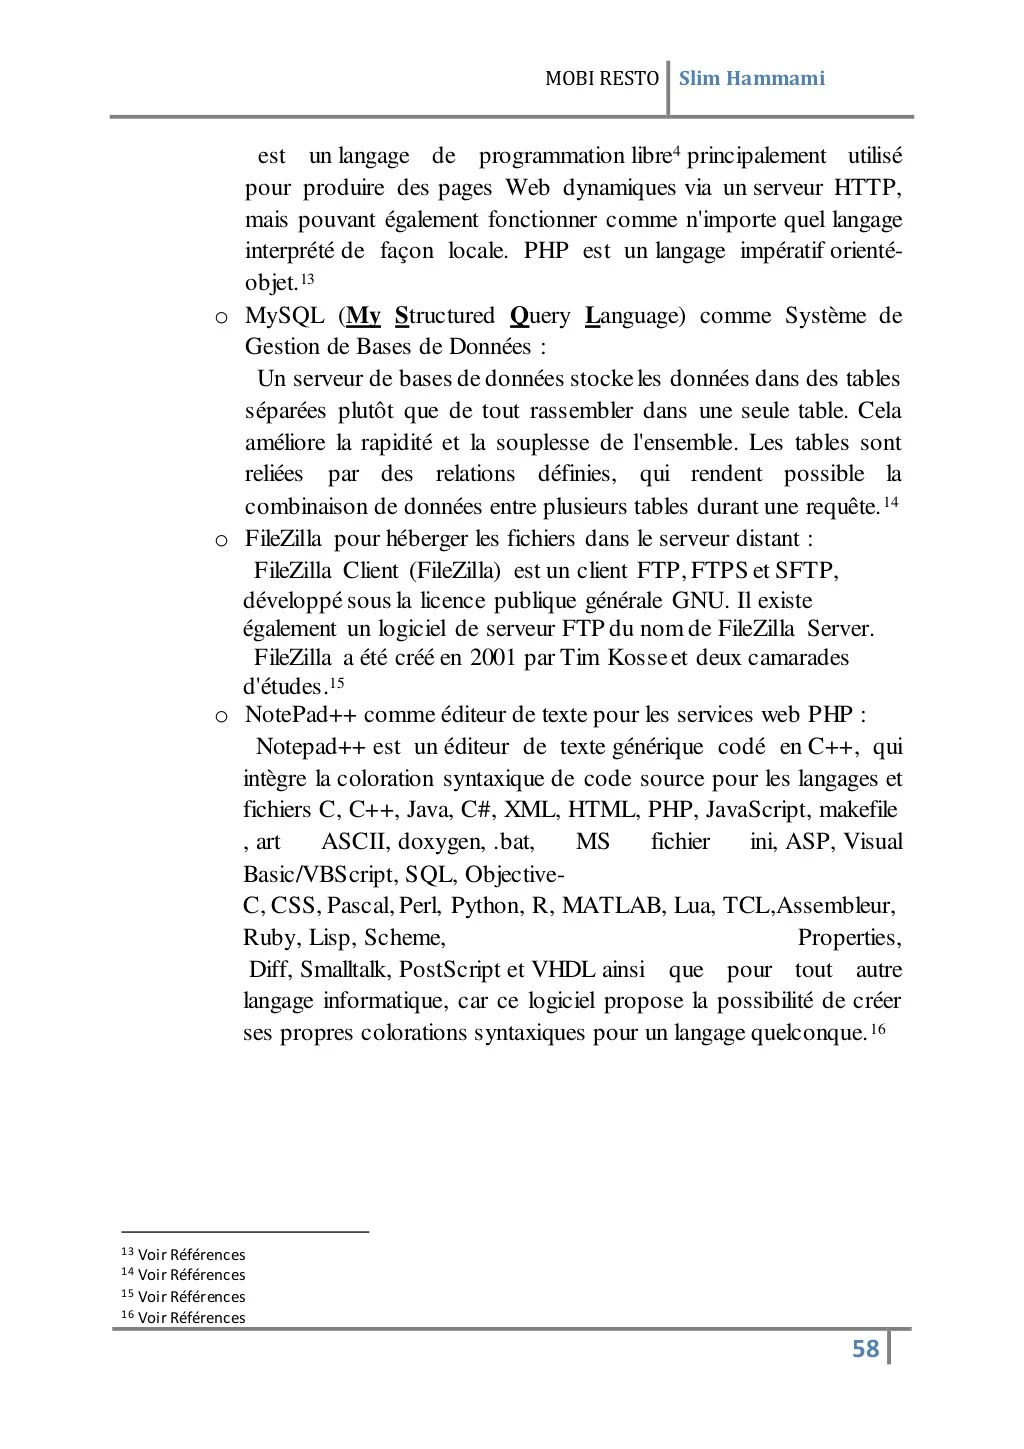 MOBI RESTO Slim Hammami
est un langage de programmation libre4 principalement utilisé
pour produire des pages Web dynamiques via un serveur HTTP,
mais pouvant également fonctionner comme n'importe quel langage
interprété de façon locale. PHP est un langage impératif orienté-
objet.13
o MySQL (My Structured Query Language) comme Système de
Gestion de Bases de Données :
Un serveur de bases de données stocke les données dans des tables
séparées plutôt que de tout rassembler dans une seule table. Cela
améliore la rapidité et la souplesse de l'ensemble. Les tables sont
reliées par des relations définies, qui rendent possible la
combinaison de données entre plusieurs tables durant une requête.14
o FileZilla pour héberger les fichiers dans le serveur distant :
FileZilla Client (FileZilla) est un client FTP, FTPS et SFTP,
développé sous la licence publique générale GNU. Il existe
également un logiciel de serveur FTP du nom de FileZilla Server.
FileZilla a été créé en 2001 par Tim Kosse et deux camarades
d'études.15
o NotePad++ comme éditeur de texte pour les services web PHP :
Notepad++ est un éditeur de texte générique codé en C++, qui
intègre la coloration syntaxique de code source pour les langages et
fichiers C, C++, Java, C#, XML, HTML, PHP, JavaScript, makefile
, art ASCII, doxygen, .bat, MS fichier ini, ASP, Visual
Basic/VBScript, SQL, Objective-
C, CSS, Pascal, Perl, Python, R, MATLAB, Lua, TCL,Assembleur,
Ruby, Lisp, Scheme, Properties,
Diff, Smalltalk, PostScript et VHDL ainsi que pour tout autre
langage informatique, car ce logiciel propose la possibilité de créer
ses propres colorations syntaxiques pour un langage quelconque.16
13 Voir Références
14 Voir Références
15 Voir Références
16 Voir Références
58